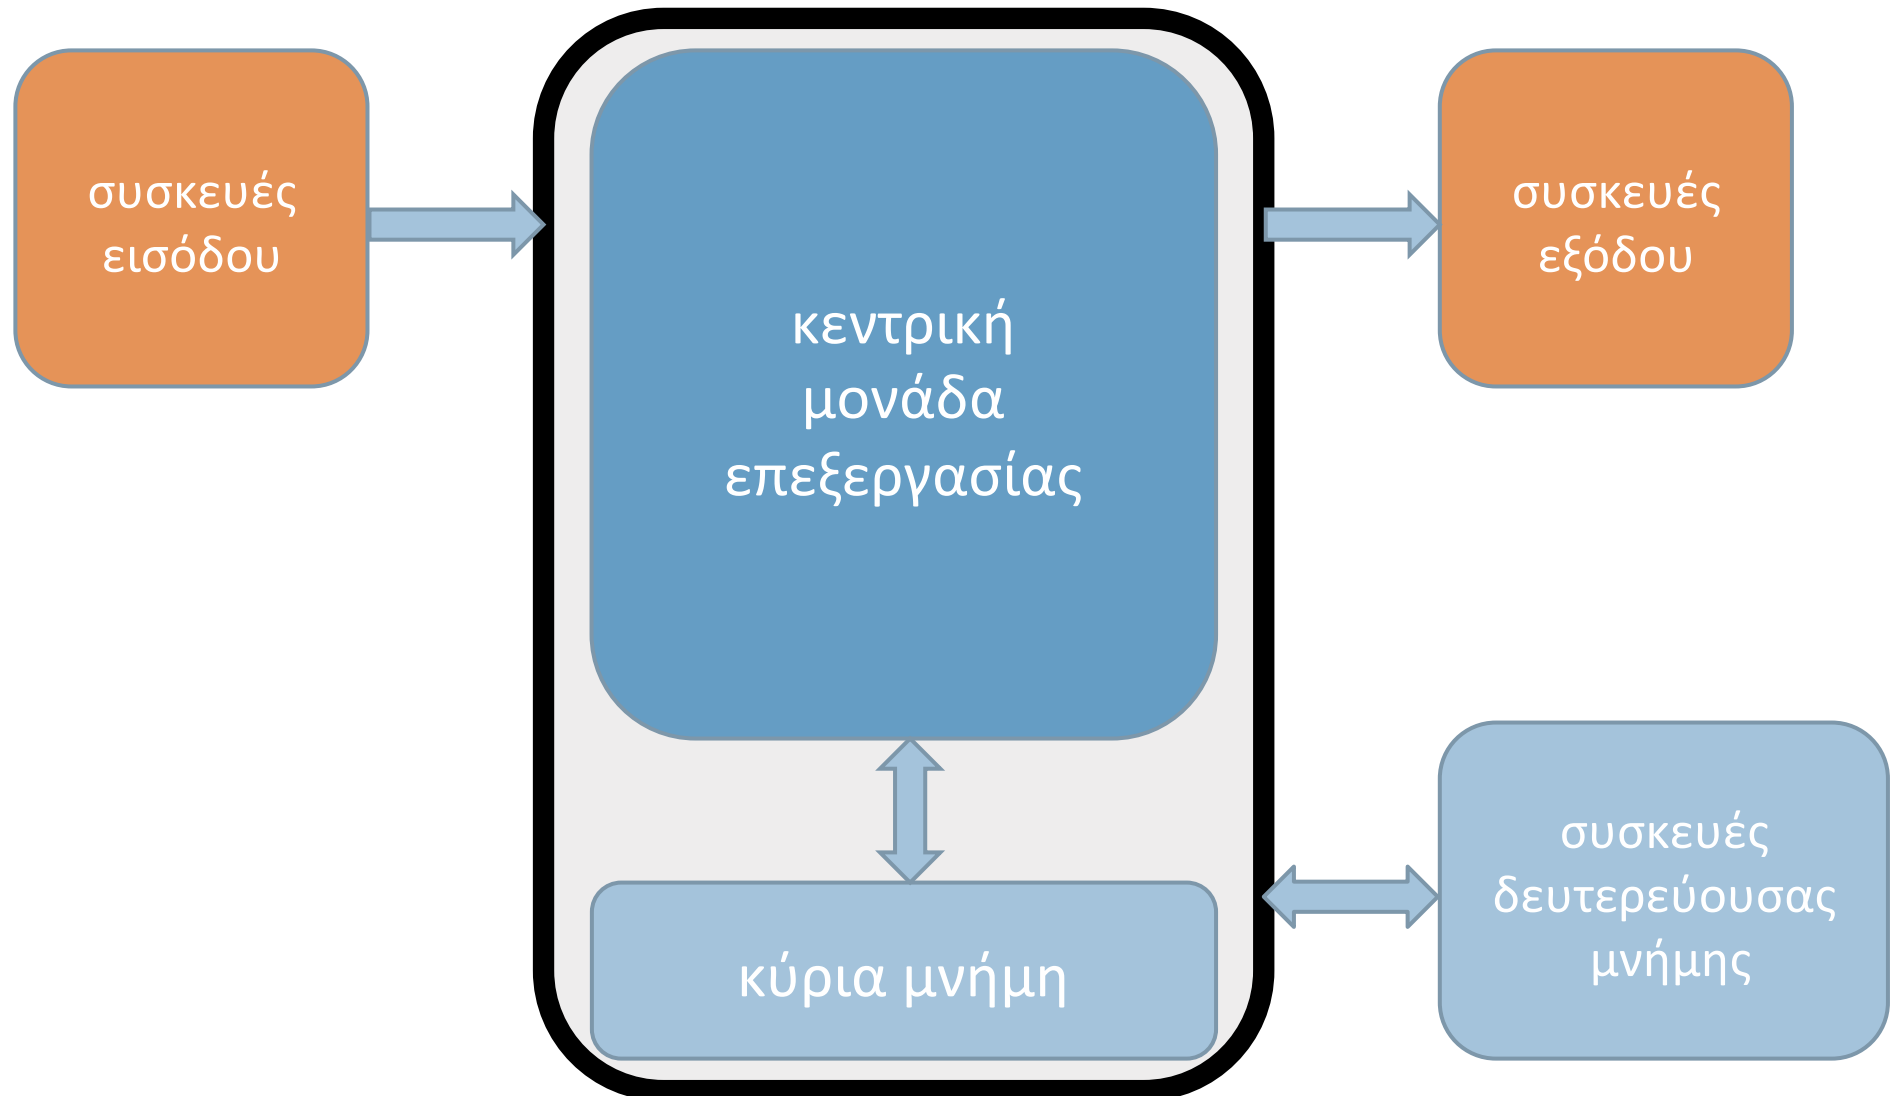 συσκευές
εισόδου
κεντρική
μονάδα
επεξεργασίας
κύρια μνήμη
συσκευές
εξόδου
συσκευές
δευτερεύουσας
μνήμης